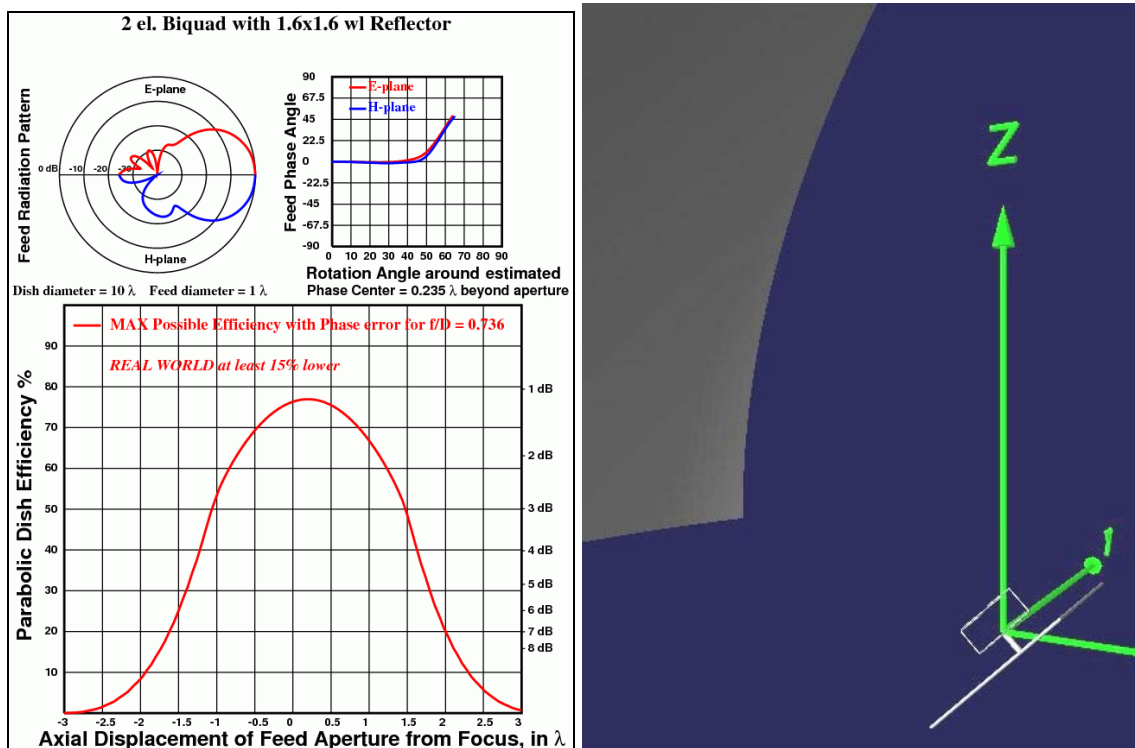 2 el. Biquad with 1.6x1.6 wl Reflector
Feed Radiation Pattern
E-plane
0 dB
-10
-20
-30
H-plane
Feed Phase Angle
90
67.5
45
22.5
0
-22.5
-45
-67.5
-90
E-plane
H-plane
0 10 20 30 40 50 60 70 80 90
Rotation Angle around estimated
Phase Center = 0.235 λ beyond aperture
Dish diameter = 10 λ Feed diameter = 1 λ
MAX Possible Efficiency with Phase error for f/D = 0.736
REAL WORLD at least 15% lower
Parabolic Dish Efficiency %
90
80
70
60
50
40
30
20
10
1 dB
2 dB
3 dB
4 dB
5 dB
6 dB
7 dB
8 dB
-3 -2.5 -2 -1.5 -1 -0.5 0 0.5 1 1.5 2 2.5 3
Axial Displacement of Feed Aperture from Focus, in λ
Z